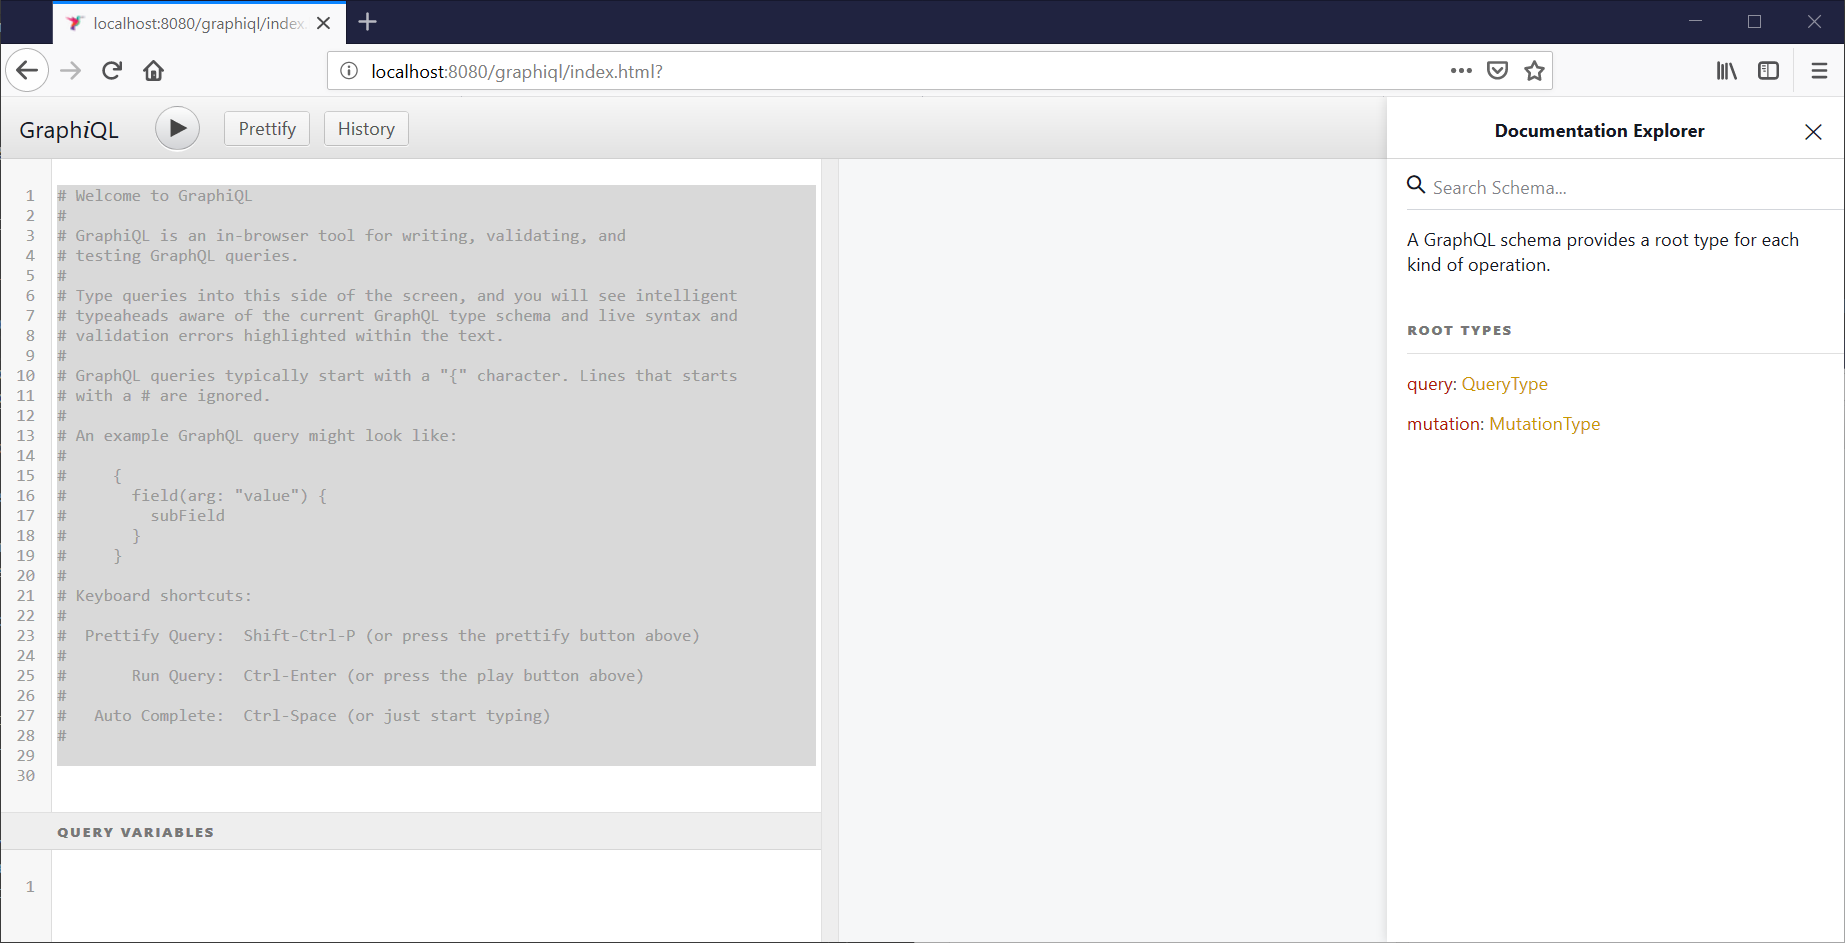 localhost:8080/graphiql/index.
localhost:8080/graphiql/index.html?
GraphiQL
Prettify
History
1 # Welcome to GraphiQL
2 #
3 # GraphiQL is an in-browser tool for writing, validating, and
4 # testing GraphQL queries.
5 #
6 # Type queries into this side of the screen, and you will see intelligent
7 # typeaheads aware of the current GraphQL type schema and live syntax and
8 # validation errors highlighted within the text.
9 #
10 # GraphQL queries typically start with a "{" character. Lines that starts
11 # with a # are ignored.
12 #
13 # An example GraphQL query might look like:
14 #
15 #     {
16 #       field(arg: "value") {
17 #         subField
18 #       }
19 #     }
20 #
21 # Keyboard shortcuts:
22 #
23 #  Prettify Query:  Shift-Ctrl-P (or press the prettify button above)
24 #
25 #       Run Query:  Ctrl-Enter (or press the play button above)
26 #
27 #   Auto Complete:  Ctrl-Space (or just start typing)
28 #
29
30
QUERY VARIABLES
1
Documentation Explorer
Search Schema...
A GraphQL schema provides a root type for each
kind of operation.
ROOT TYPES
query: QueryType
mutation: MutationType